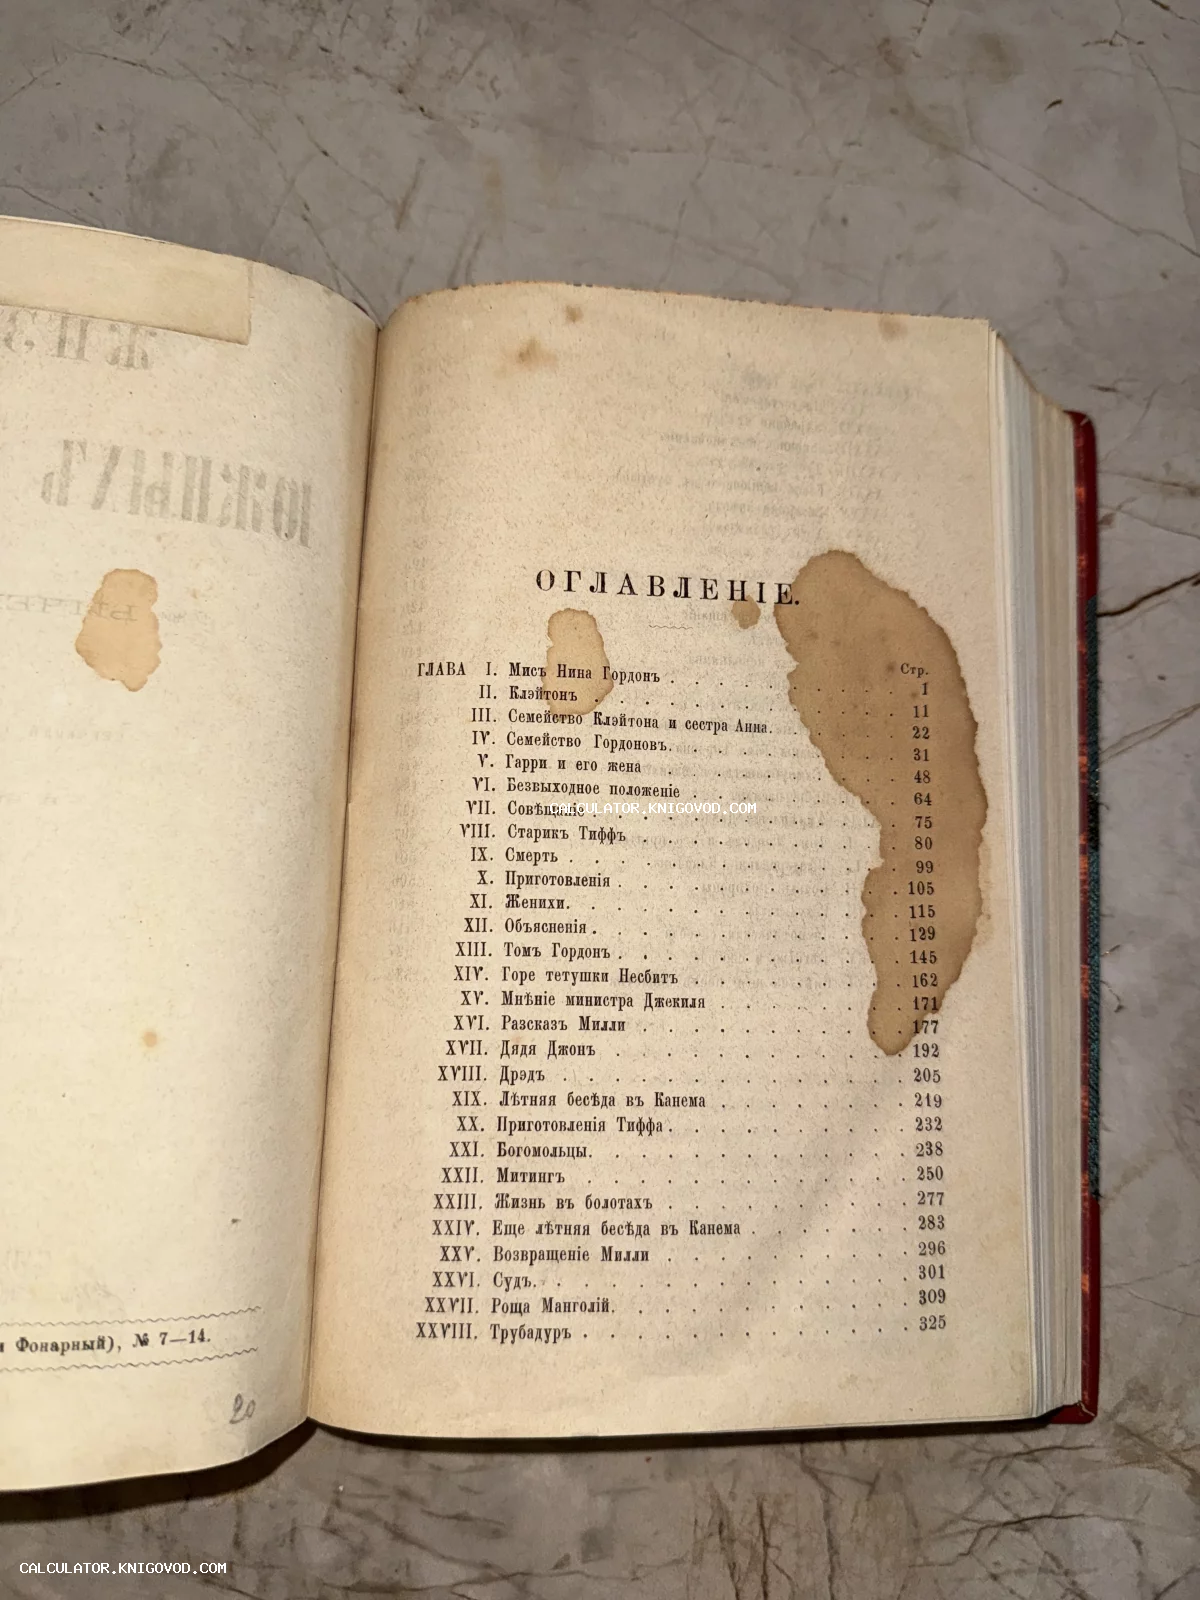 ОГЛАВЛЕНІЕ.
Стр.
ГЛАВА I. Мисъ Нина Гордонъ . . . . . . . . . . 1
II. Клэйтонъ . . . . . . . . . . . . . 11
III. Семейство Клэйтона и сестра Анна. . . . . . 22
IV. Семейство Гордоновъ. . . . . . . . . . 31
V. Гарри и его жена . . . . . . . . . . 48
VI. Безвыходное положеніе . . . . . . . . . 64
VII. Совѣщаніе . . . . . . . . . . . . 75
VIII. Старикъ Тиффъ . . . . . . . . . . . 80
IX. Смерть . . . . . . . . . . . . . 99
X. Приготовленія . . . . . . . . . . . 105
XI. Женихи. . . . . . . . . . . . . 115
XII. Объясненія . . . . . . . . . . . . 129
XIII. Томъ Гордонъ . . . . . . . . . . . 145
XIV. Горе тетушки Несбитъ . . . . . . . . . 162
XV. Мнѣніе министра Джекиля . . . . . . . . 171
XVI. Разсказъ Милли . . . . . . . . . . . 177
XVII. Дядя Джонъ . . . . . . . . . . . . 192
XVIII. Дрэдъ . . . . . . . . . . . . . . 205
XIX. Лѣтняя бесѣда въ Канема . . . . . . . . 219
XX. Приготовленія Тиффа . . . . . . . . . . 232
XXI. Богомольцы. . . . . . . . . . . . . 238
XXII. Митингъ . . . . . . . . . . . . . 250
XXIII. Жизнь въ болотахъ . . . . . . . . . . 277
XXIV. Еще лѣтняя бесѣда въ Канема . . . . . . . 283
XXV. Возвращеніе Милли . . . . . . . . . . 296
XXVI. Судъ. . . . . . . . . . . . . . . 301
XXVII. Роща Манголій. . . . . . . . . . . . 309
XXVIII. Трубадуръ . . . . . . . . . . . . . 325
Фонарный), № 7—14.
20
CALCULATOR.KNIGOVOD.COM
CALCULATOR.KNIGOVOD.COM